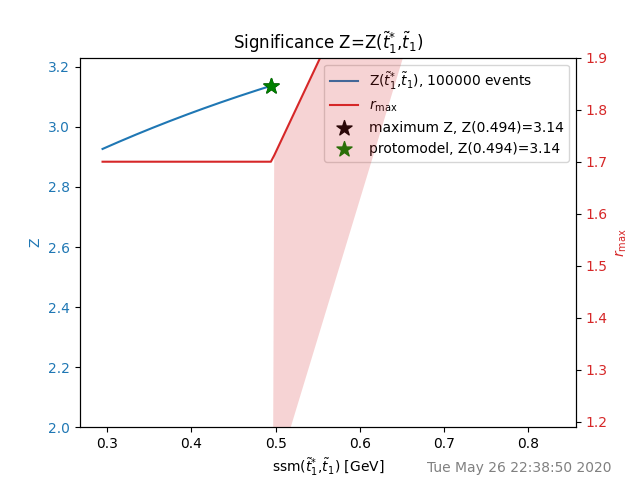 Significance Z=Z(t̃₁*,t̃₁)
3.2
3.0
2.8
2.6
2.4
2.2
2.0
Z
1.9
1.8
1.7
1.6
1.5
1.4
1.3
1.2
r_max
Z(t̃₁*,t̃₁), 100000 events
r_max
maximum Z, Z(0.494)=3.14
protomodel, Z(0.494)=3.14
0.3 0.4 0.5 0.6 0.7 0.8
ssm(t̃₁*,t̃₁) [GeV]
Tue May 26 22:38:50 2020